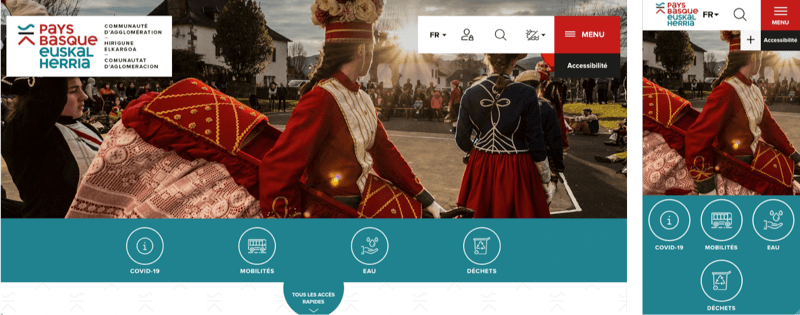 PAYS
BASQUE
EUSKAL
HERRIA
COMMUNAUTÉ
D'AGGLOMÉRATION
HIRIGUNE
ELKARGOA
COMUNAUTAT
D'AGLOMERACION
FR
MENU
Accessibilité
COVID-19
MOBILITÉS
EAU
DÉCHETS
TOUS LES ACCÈS
RAPIDES
PAYS
BASQUE
EUSKAL
HERRIA
FR
MENU
+
Accessibilité
COVID-19
MOBILITÉS
EAU
DÉCHETS